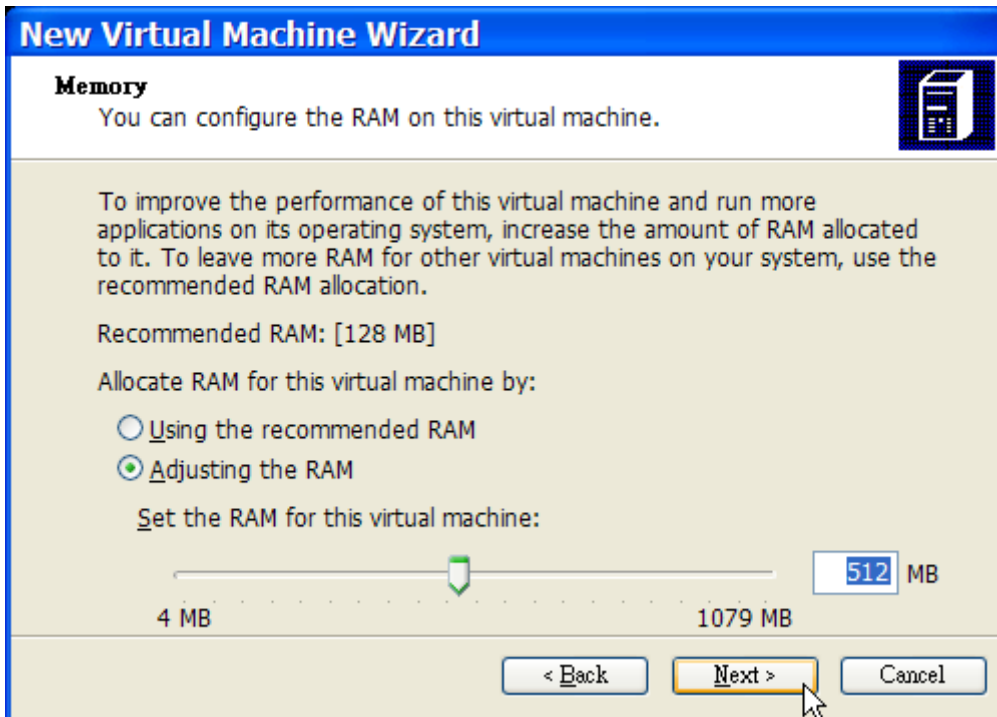 New Virtual Machine Wizard
Memory
You can configure the RAM on this virtual machine.
To improve the performance of this virtual machine and run more
applications on its operating system, increase the amount of RAM allocated
to it. To leave more RAM for other virtual machines on your system, use the
recommended RAM allocation.
Recommended RAM: [128 MB]
Allocate RAM for this virtual machine by:
Using the recommended RAM
Adjusting the RAM
Set the RAM for this virtual machine:
512 MB
4 MB 1079 MB
< Back Next > Cancel